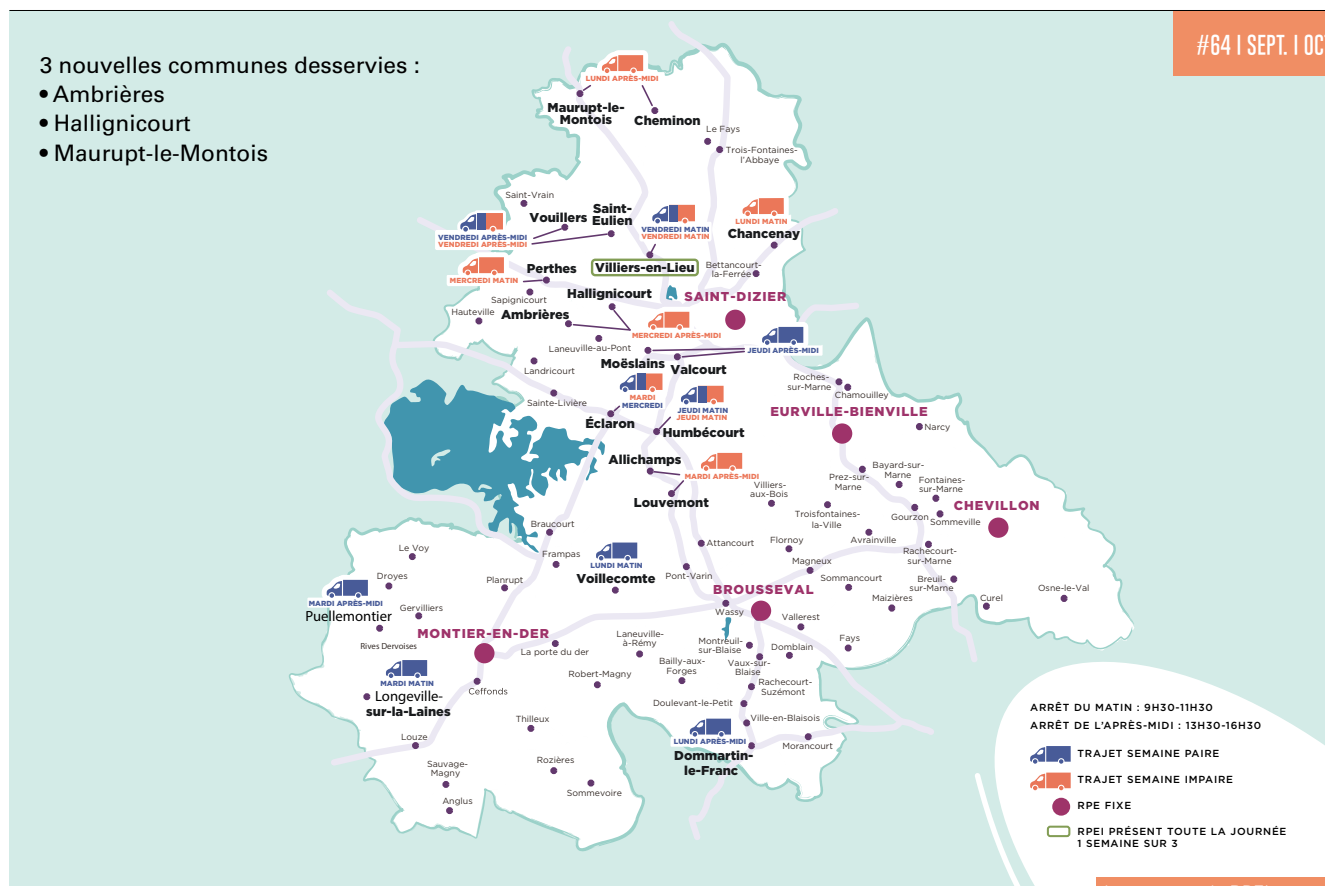 #64 I SEPT. I OC
3 nouvelles communes desservies :
• Ambrières
• Hallignicourt
• Maurupt-le-Montois
LUNDI APRÈS-MIDI
Maurupt-le-
Montois
Cheminon
Le Fays
Trois-Fontaines-
l'Abbaye
Saint-Vrain
Vouillers
Saint-
Eulien
VENDREDI APRÈS-MIDI
VENDREDI APRÈS-MIDI
VENDREDI MATIN
VENDREDI MATIN
LUNDI MATIN
Chancenay
MERCREDI MATIN
Perthes
Villiers-en-Lieu
Bettancourt-
la-Ferrée
Sapignicourt
Hallignicourt
SAINT-DIZIER
Hauteville
Ambrières
MERCREDI APRÈS-MIDI
Laneuville-au-Pont
JEUDI APRÈS-MIDI
Moëslains
Valcourt
Landricourt
Roches-
sur-Marne
Chamouilley
Sainte-Livière
MARDI
MERCREDI
JEUDI MATIN
JEUDI MATIN
Éclaron
Humbécourt
EURVILLE-BIENVILLE
Narcy
Allichamps
MARDI APRÈS-MIDI
Louvemont
Villiers-
aux-Bois
Prez-sur-
Marne
Bayard-sur-
Marne
Fontaines-
sur-Marne
CHEVILLON
Troisfontaines-
la-Ville
Gourzon
Sommeville
Braucourt
Attancourt
Flornoy
Avrainville
Rachecourt-
sur-Marne
Le Voy
Frampas
LUNDI MATIN
Voillecomte
Pont-Varin
Magneux
Droyes
Planrupt
Sommancourt
Breuil-
sur-Marne
Osne-le-Val
MARDI APRÈS-MIDI
Puellemontier
Gervilliers
BROUSSEVAL
Maizières
Curel
Wassy
Vallerest
Rives Dervoises
MONTIER-EN-DER
La porte du der
Laneuville-
à-Rémy
Montreuil-
sur-Blaise
Domblain
Fays
MARDI MATIN
Longeville-
sur-la-Laines
Ceffonds
Robert-Magny
Bailly-aux-
Forges
Vaux-sur-
Blaise
Rachecourt-
Suzémont
Doulevant-le-Petit
Thilleux
Ville-en-Blaisois
Louze
LUNDI APRÈS-MIDI
Dommartin-
le-Franc
Morancourt
Sauvage-
Magny
Rozières
Sommevoire
Anglus
ARRÊT DU MATIN : 9H30-11H30
ARRÊT DE L'APRÈS-MIDI : 13H30-16H30
TRAJET SEMAINE PAIRE
TRAJET SEMAINE IMPAIRE
RPE FIXE
RPEI PRÉSENT TOUTE LA JOURNÉE
1 SEMAINE SUR 3